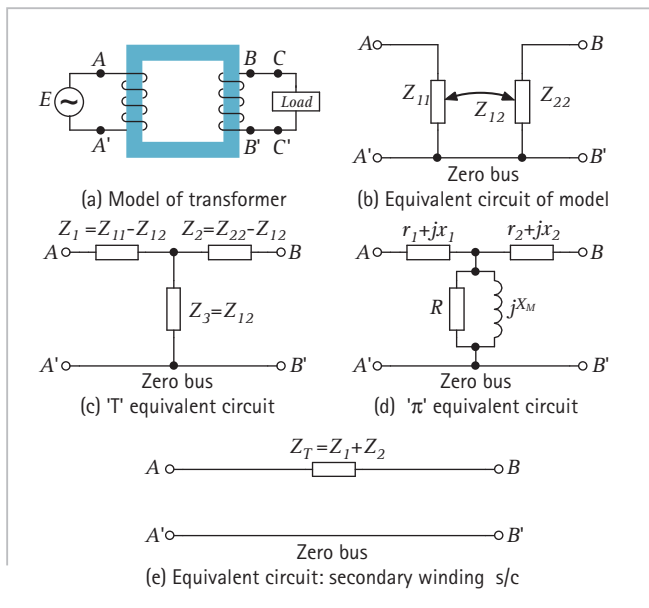 A B C A B
E ~ Load Z11 Z12 Z22
A' B' C' A' B'
Zero bus
(a) Model of transformer (b) Equivalent circuit of model
Z1 =Z11-Z12 Z2=Z22-Z12 r1+jx1 r2+jx2
A B A B
Z3=Z12 R jXM
A' B' A' B'
Zero bus Zero bus
(c) 'T' equivalent circuit (d) 'π' equivalent circuit
ZT =Z1+Z2
A B
A' B'
Zero bus
(e) Equivalent circuit: secondary winding s/c